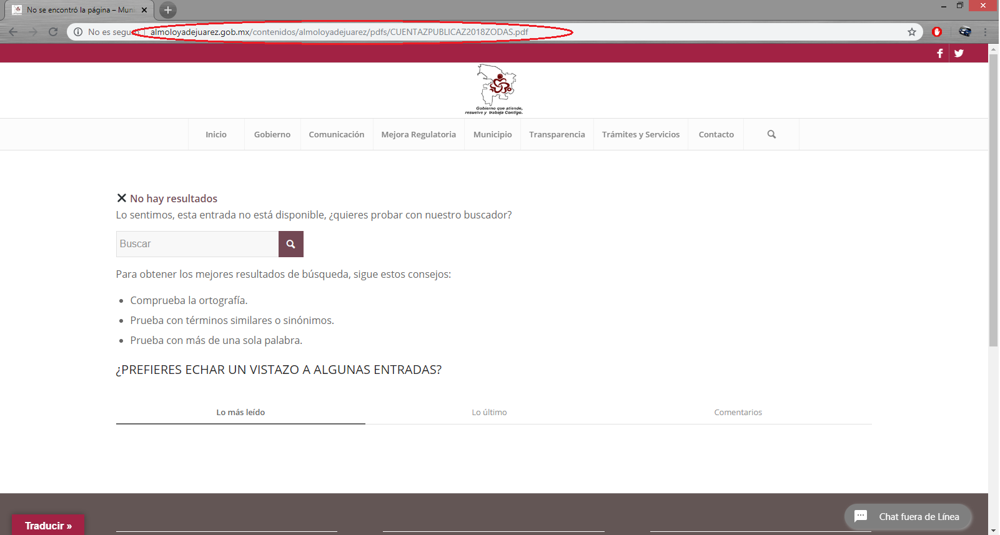 No se encontró la página – Mun
No es segu
almoloyadejuarez.gob.mx/contenidos/almoloyadejuarez/pdfs/CUENTAZPUBLICAZ2018ZODAS.pdf
Gobierno que atiende,
resuelve y trabaja Contigo.
Inicio
Gobierno
Comunicación
Mejora Regulatoria
Municipio
Transparencia
Trámites y Servicios
Contacto
No hay resultados
Lo sentimos, esta entrada no está disponible, ¿quieres probar con nuestro buscador?
Buscar
Para obtener los mejores resultados de búsqueda, sigue estos consejos:
Comprueba la ortografía.
Prueba con términos similares o sinónimos.
Prueba con más de una sola palabra.
¿PREFIERES ECHAR UN VISTAZO A ALGUNAS ENTRADAS?
Lo más leído
Lo último
Comentarios
Traducir »
Chat fuera de Línea